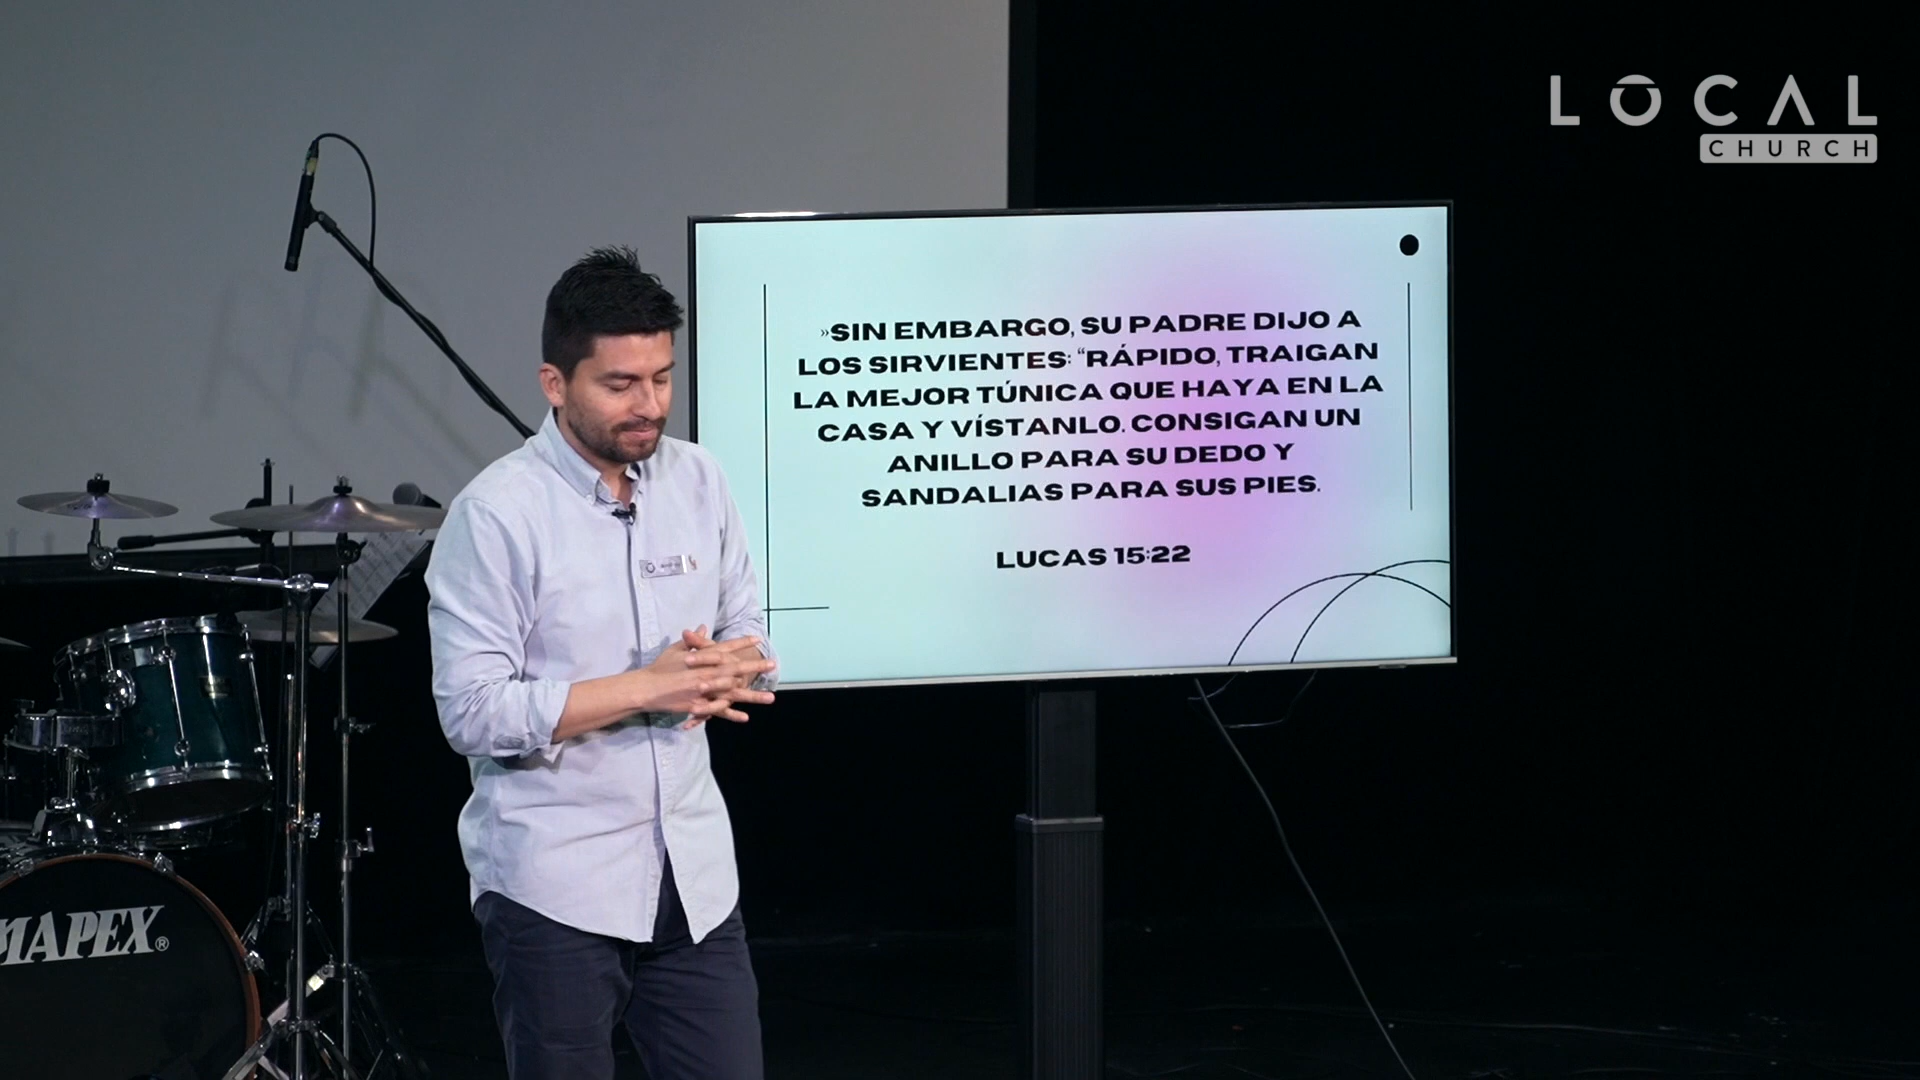 LOCAL
CHURCH
»SIN EMBARGO, SU PADRE DIJO A
LOS SIRVIENTES: “RÁPIDO, TRAIGAN
LA MEJOR TÚNICA QUE HAYA EN LA
CASA Y VÍSTANLO. CONSIGAN UN
ANILLO PARA SU DEDO Y
SANDALIAS PARA SUS PIES.
LUCAS 15:22
MAPEX®